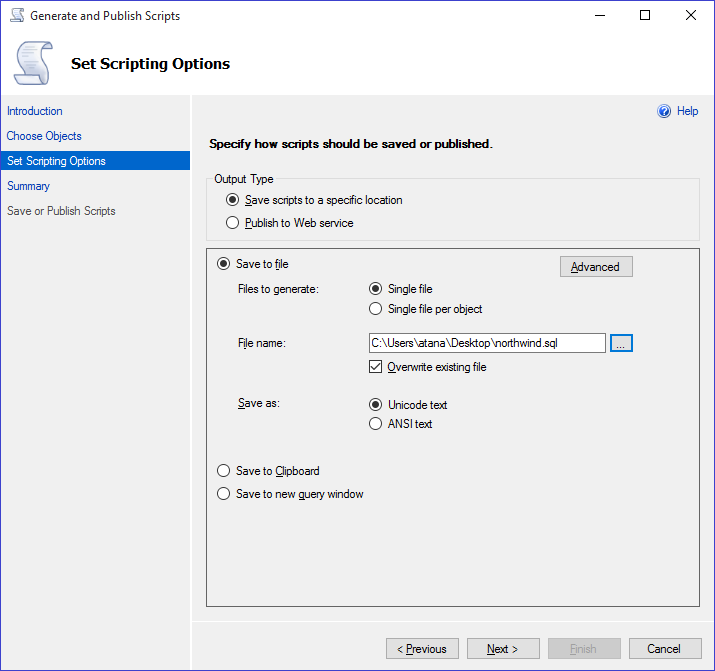 Generate and Publish Scripts
Set Scripting Options
Introduction
Choose Objects
Set Scripting Options
Summary
Save or Publish Scripts
Help
Specify how scripts should be saved or published.
Output Type
Save scripts to a specific location
Publish to Web service
Save to file
Advanced
Files to generate:
Single file
Single file per object
File name:
C:\Users\atana\Desktop\northwind.sql
...
Overwrite existing file
Save as:
Unicode text
ANSI text
Save to Clipboard
Save to new query window
< Previous
Next >
Finish
Cancel